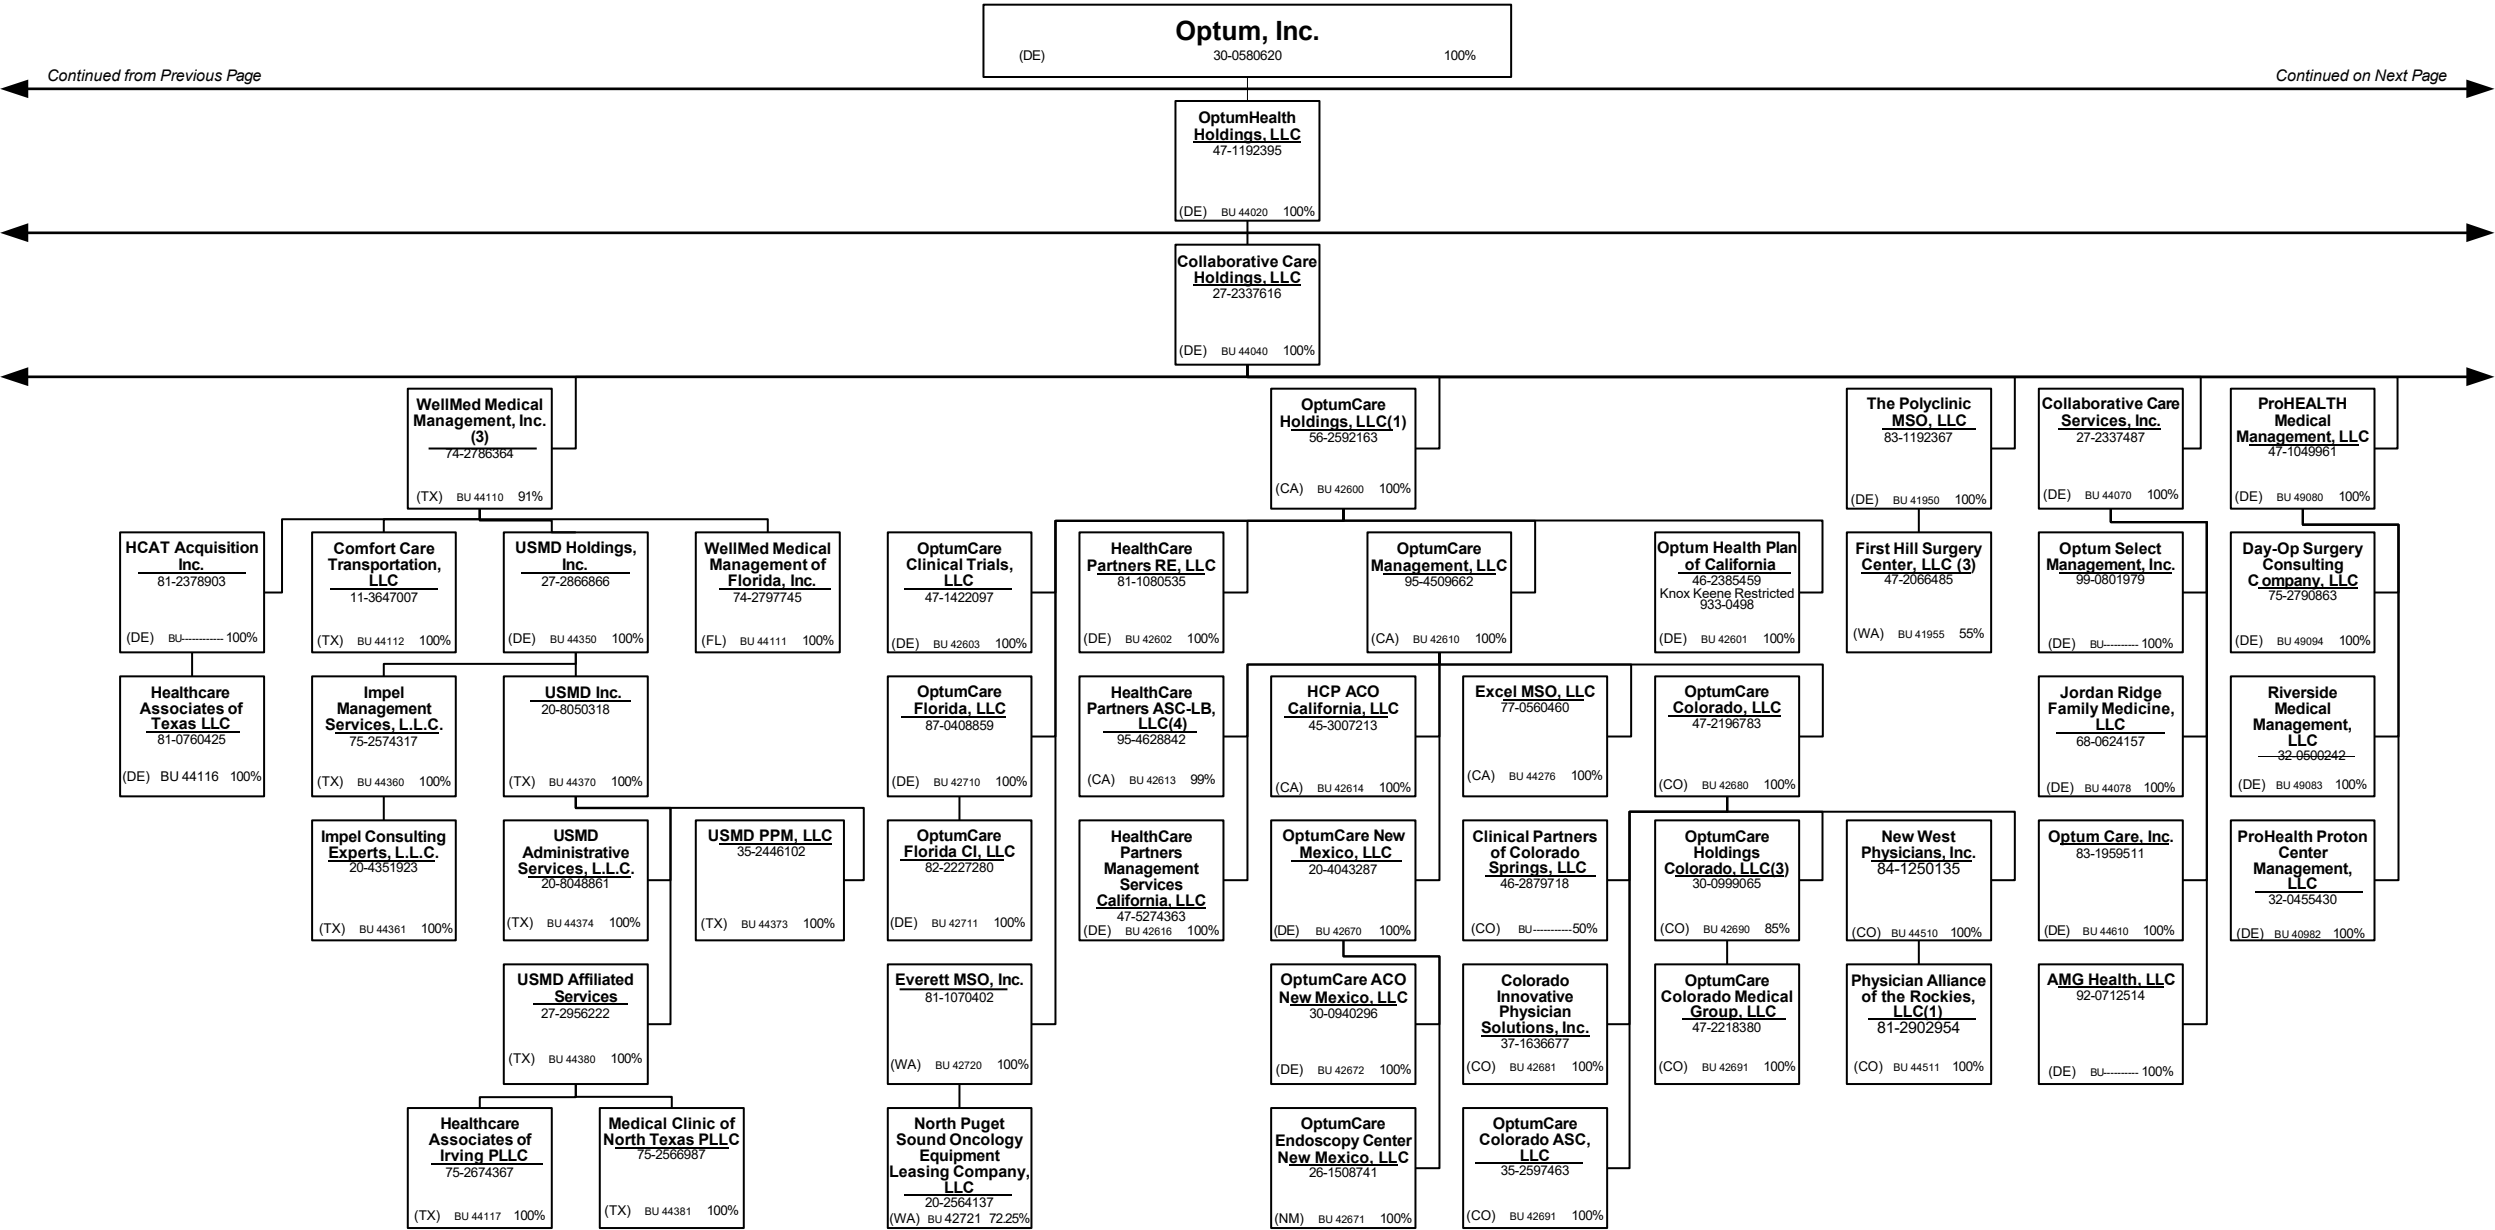 Optum, Inc.
(DE) 30-0580620 100%
Continued from Previous Page
Continued on Next Page
OptumHealth
Holdings, LLC
47-1192395
(DE) BU 44020 100%
Collaborative Care
Holdings, LLC
27-2337616
(DE) BU 44040 100%
WellMed Medical
Management, Inc.
(3)
74-2786364
(TX) BU 44110 91%
OptumCare
Holdings, LLC(1)
56-2592163
(CA) BU 42600 100%
The Polyclinic
MSO, LLC
83-1192367
(DE) BU 41950 100%
Collaborative Care
Services, Inc.
27-2337487
(DE) BU 44070 100%
ProHEALTH
Medical
Management, LLC
47-1049961
(DE) BU 49080 100%
HCAT Acquisition
Inc.
81-2378903
(DE) BU------------ 100%
Comfort Care
Transportation,
LLC
11-3647007
(TX) BU 44112 100%
USMD Holdings,
Inc.
27-2866866
(DE) BU 44350 100%
WellMed Medical
Management of
Florida, Inc.
74-2797745
(FL) BU 44111 100%
OptumCare
Clinical Trials,
LLC
47-1422097
(DE) BU 42603 100%
HealthCare
Partners RE, LLC
81-1080535
(DE) BU 42602 100%
OptumCare
Management, LLC
95-4509662
(CA) BU 42610 100%
Optum Health Plan
of California
46-2385459
Knox Keene Restricted
933-0498
(DE) BU 42601 100%
First Hill Surgery
Center, LLC (3)
47-2066485
(WA) BU 41955 55%
Optum Select
Management, Inc.
99-0801979
(DE) BU---------- 100%
Day-Op Surgery
Consulting
Company, LLC
75-2790863
(DE) BU 49094 100%
Healthcare
Associates of
Texas LLC
81-0760425
(DE) BU 44116 100%
Impel
Management
Services, L.L.C.
75-2574317
(TX) BU 44360 100%
USMD Inc.
20-8050318
(TX) BU 44370 100%
OptumCare
Florida, LLC
87-0408859
(DE) BU 42710 100%
HealthCare
Partners ASC-LB,
LLC(4)
95-4628842
(CA) BU 42613 99%
HCP ACO
California, LLC
45-3007213
(CA) BU 42614 100%
Excel MSO, LLC
77-0560460
(CA) BU 44276 100%
OptumCare
Colorado, LLC
47-2196783
(CO) BU 42680 100%
Jordan Ridge
Family Medicine,
LLC
68-0624157
(DE) BU 44078 100%
Riverside
Medical
Management,
LLC
32-0500242
(DE) BU 49083 100%
Impel Consulting
Experts, L.L.C.
20-4351923
(TX) BU 44361 100%
USMD
Administrative
Services, L.L.C.
20-8048861
(TX) BU 44374 100%
USMD PPM, LLC
35-2446102
(TX) BU 44373 100%
OptumCare
Florida CI, LLC
82-2227280
(DE) BU 42711 100%
HealthCare
Partners
Management
Services
California, LLC
47-5274363
(DE) BU 42616 100%
OptumCare New
Mexico, LLC
20-4043287
(DE) BU 42670 100%
Clinical Partners
of Colorado
Springs, LLC
46-2879718
(CO) BU-----------50%
OptumCare
Holdings
Colorado, LLC(3)
30-0999065
(CO) BU 42690 85%
New West
Physicians, Inc.
84-1250135
(CO) BU 44510 100%
Optum Care, Inc.
83-1959511
(DE) BU 44610 100%
ProHealth Proton
Center
Management,
LLC
32-0455430
(DE) BU 40982 100%
USMD Affiliated
Services
27-2956222
(TX) BU 44380 100%
Everett MSO, Inc.
81-1070402
(WA) BU 42720 100%
OptumCare ACO
New Mexico, LLC
30-0940296
(DE) BU 42672 100%
Colorado
Innovative
Physician
Solutions, Inc.
37-1636677
(CO) BU 42681 100%
OptumCare
Colorado Medical
Group, LLC
47-2218380
(CO) BU 42691 100%
Physician Alliance
of the Rockies,
LLC(1)
81-2902954
(CO) BU 44511 100%
AMG Health, LLC
92-0712514
(DE) BU---------- 100%
Healthcare
Associates of
Irving PLLC
75-2674367
(TX) BU 44117 100%
Medical Clinic of
North Texas PLLC
75-2566987
(TX) BU 44381 100%
North Puget
Sound Oncology
Equipment
Leasing Company,
LLC
20-2564137
(WA) BU 42721 72.25%
OptumCare
Endoscopy Center
New Mexico, LLC
26-1508741
(NM) BU 42671 100%
OptumCare
Colorado ASC,
LLC
35-2597463
(CO) BU 42691 100%